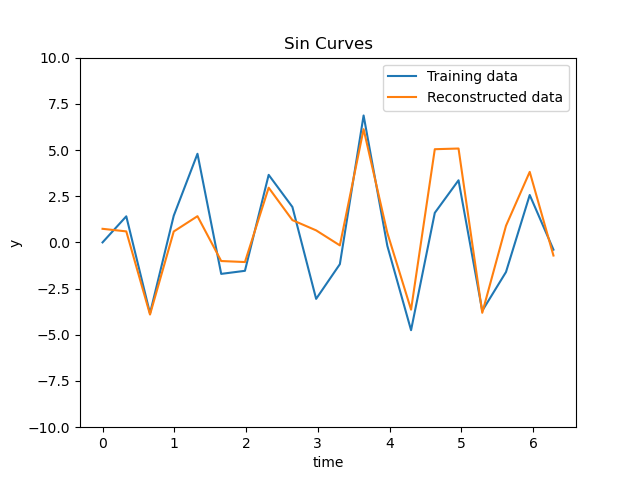 Sin Curves
Training data
Reconstructed data
10.0
7.5
5.0
2.5
0.0
−2.5
−5.0
−7.5
−10.0
y
0 1 2 3 4 5 6
time